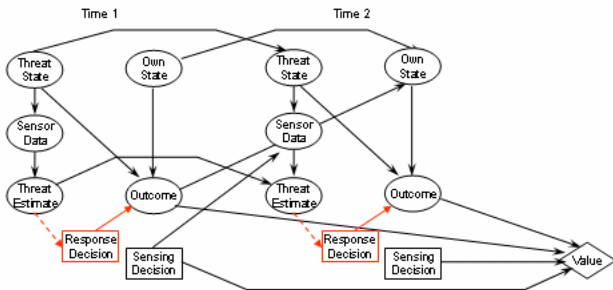 Time 1
Time 2
Threat
State
Own
State
Threat
State
Own
State
Sensor
Data
Sensor
Data
Threat
Estimate
Outcome
Threat
Estimate
Outcome
Response
Decision
Sensing
Decision
Response
Decision
Sensing
Decision
Value